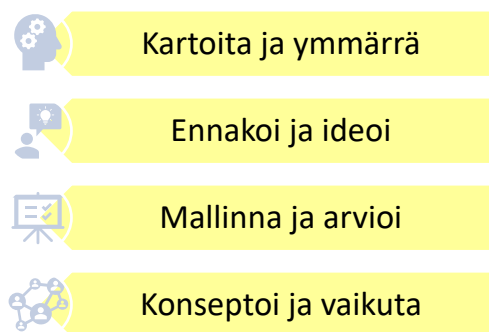 Kartoita ja ymmärrä
Ennakoi ja ideoi
Mallinna ja arvioi
Konseptoi ja vaikuta